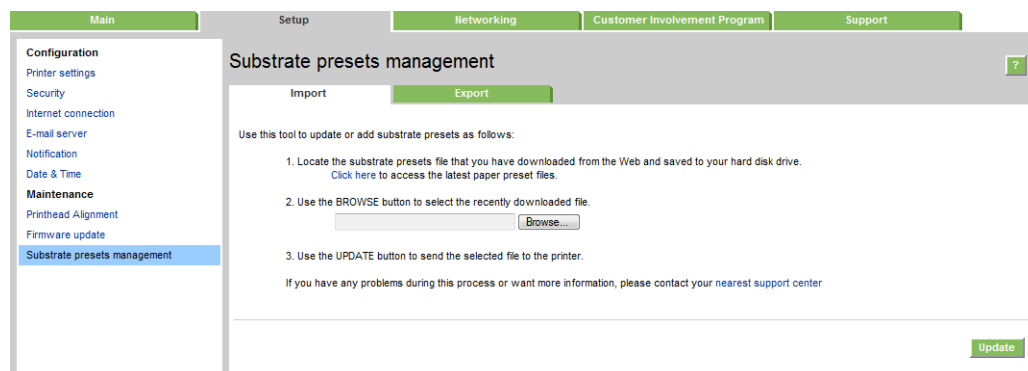 Main Setup Networking Customer Involvement Program Support
Configuration
Printer settings
Security
Internet connection
E-mail server
Notification
Date & Time
Maintenance
Printhead Alignment
Firmware update
Substrate presets management
Substrate presets management
?
Import Export
Use this tool to update or add substrate presets as follows:
1. Locate the substrate presets file that you have downloaded from the Web and saved to your hard disk drive.
Click here to access the latest paper preset files.
2. Use the BROWSE button to select the recently downloaded file.
Browse...
3. Use the UPDATE button to send the selected file to the printer.
If you have any problems during this process or want more information, please contact your nearest support center
Update